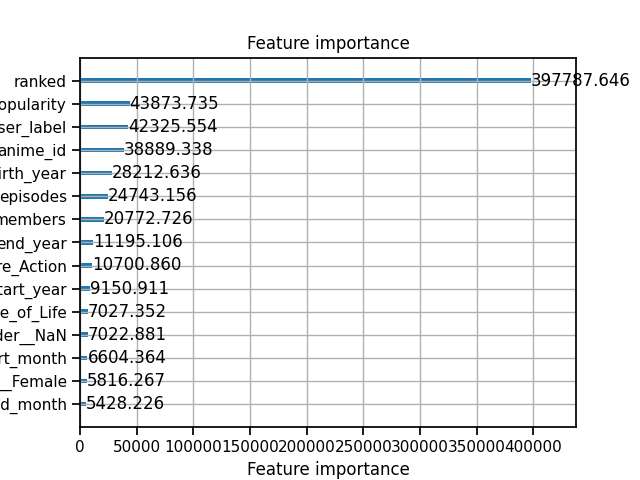 Feature importance
ranked 397787.646
opularity 43873.735
ser_label 42325.554
anime_id 38889.338
irth_year 28212.636
episodes 24743.156
members 20772.726
end_year 11195.106
re_Action 10700.860
tart_year 9150.911
e_of_Life 7027.352
der__NaN 7022.881
rt_month 6604.364
_Female 5816.267
d_month 5428.226
0 50000 100000 150000 200000 250000 300000 350000 400000
Feature importance